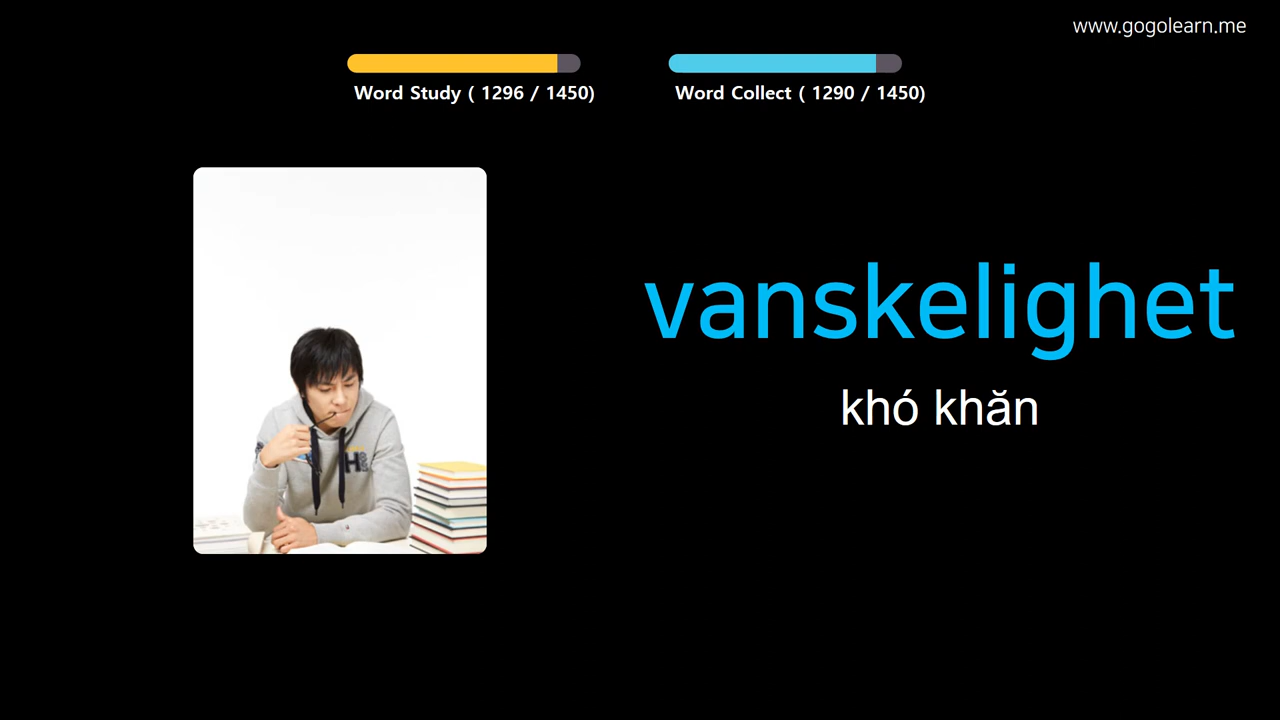 www.gogolearn.me
Word Study ( 1296 / 1450)
Word Collect ( 1290 / 1450)
vanskelighet
khó khăn